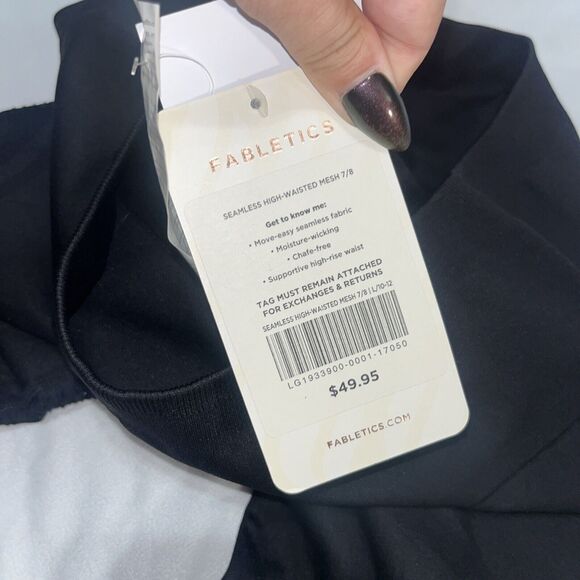 FABLETICS
SEAMLESS HIGH-WAISTED MESH 7/8
Get to know me:
• Move-easy seamless fabric
• Moisture-wicking
• Chafe-free
• Supportive high-rise waist
TAG MUST REMAIN ATTACHED
FOR EXCHANGES & RETURNS
SEAMLESS HIGH-WAISTED MESH 7/8 | L/10-12
LG1933900-0001-17050
$49.95
FABLETICS.COM